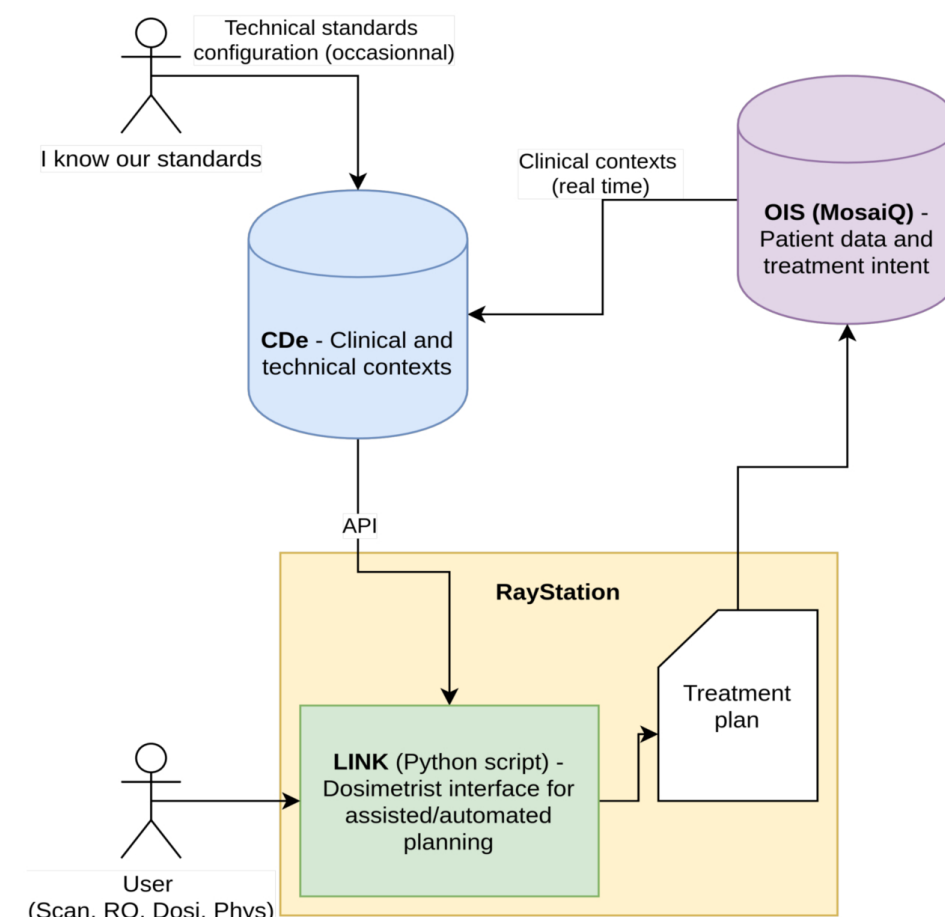 Technical standards
configuration (occasionnal)
I know our standards
Clinical contexts
(real time)
OIS (MosaiQ) -
Patient data and
treatment intent
CDe - Clinical and
technical contexts
API
RayStation
Treatment
plan
LINK (Python script) -
Dosimetrist interface for
assisted/automated
planning
User
(Scan, RO, Dosi, Phys)